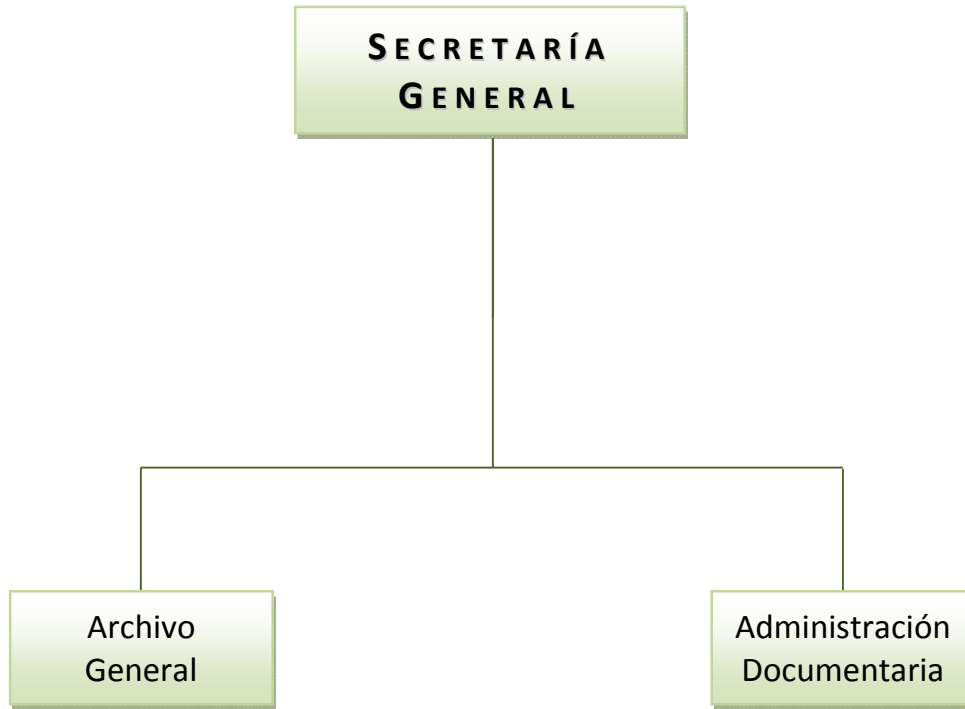 SECRETARÍA
GENERAL
Archivo
General
Administración
Documentaria